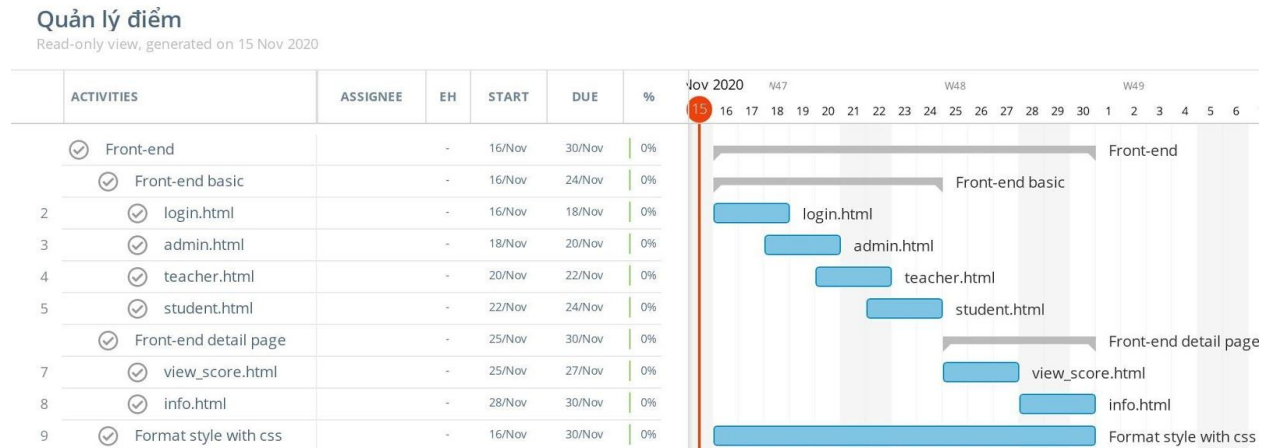 Quản lý điểm
Read-only view, generated on 15 Nov 2020
ACTIVITIES ASSIGNEE EH START DUE % Nov 2020 W47 W48 W49
15 16 17 18 19 20 21 22 23 24 25 26 27 28 29 30 1 2 3 4 5 6
Front-end - 16/Nov 30/Nov 0% Front-end
Front-end basic - 16/Nov 24/Nov 0% Front-end basic
2 login.html - 16/Nov 18/Nov 0% login.html
3 admin.html - 18/Nov 20/Nov 0% admin.html
4 teacher.html - 20/Nov 22/Nov 0% teacher.html
5 student.html - 22/Nov 24/Nov 0% student.html
Front-end detail page - 25/Nov 30/Nov 0% Front-end detail page
7 view_score.html - 25/Nov 27/Nov 0% view_score.html
8 info.html - 28/Nov 30/Nov 0% info.html
9 Format style with css - 16/Nov 30/Nov 0% Format style with css